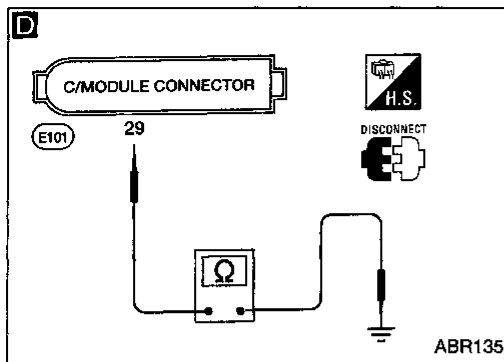 D
C/MODULE CONNECTOR
H.S.
E101
29
DISCONNECT
Ω
ABR135